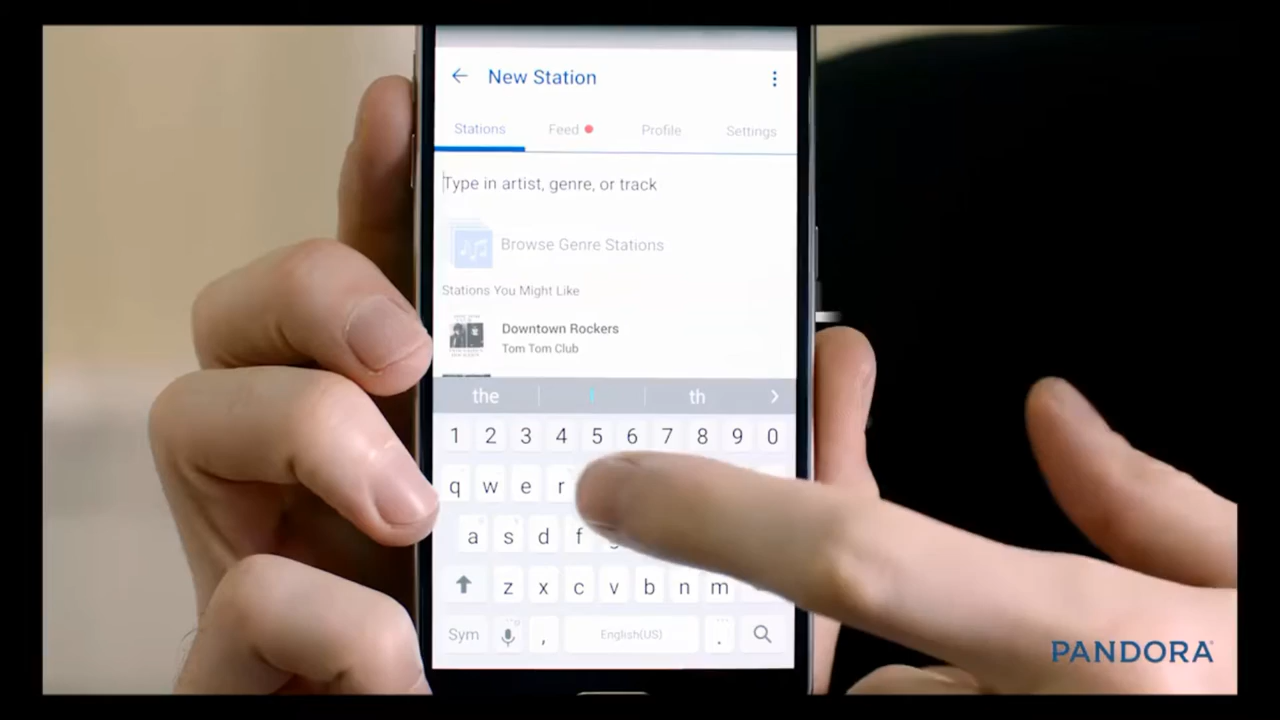 New Station
Stations Feed Profile Settings
Type in artist, genre, or track
Browse Genre Stations
Stations You Might Like
Downtown Rockers
Tom Tom Club
the t th
1 2 3 4 5 6 7 8 9 0
q w e r
a s d f g
z x c v b n m
Sym , English(US) .
PANDORA